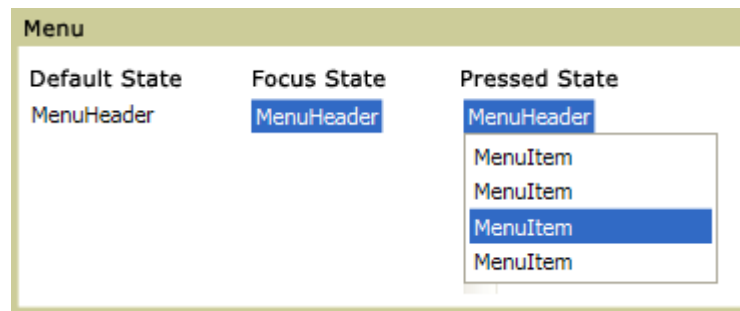 Menu
Default State Focus State Pressed State
MenuHeader MenuHeader MenuHeader
MenuItem
MenuItem
MenuItem
MenuItem